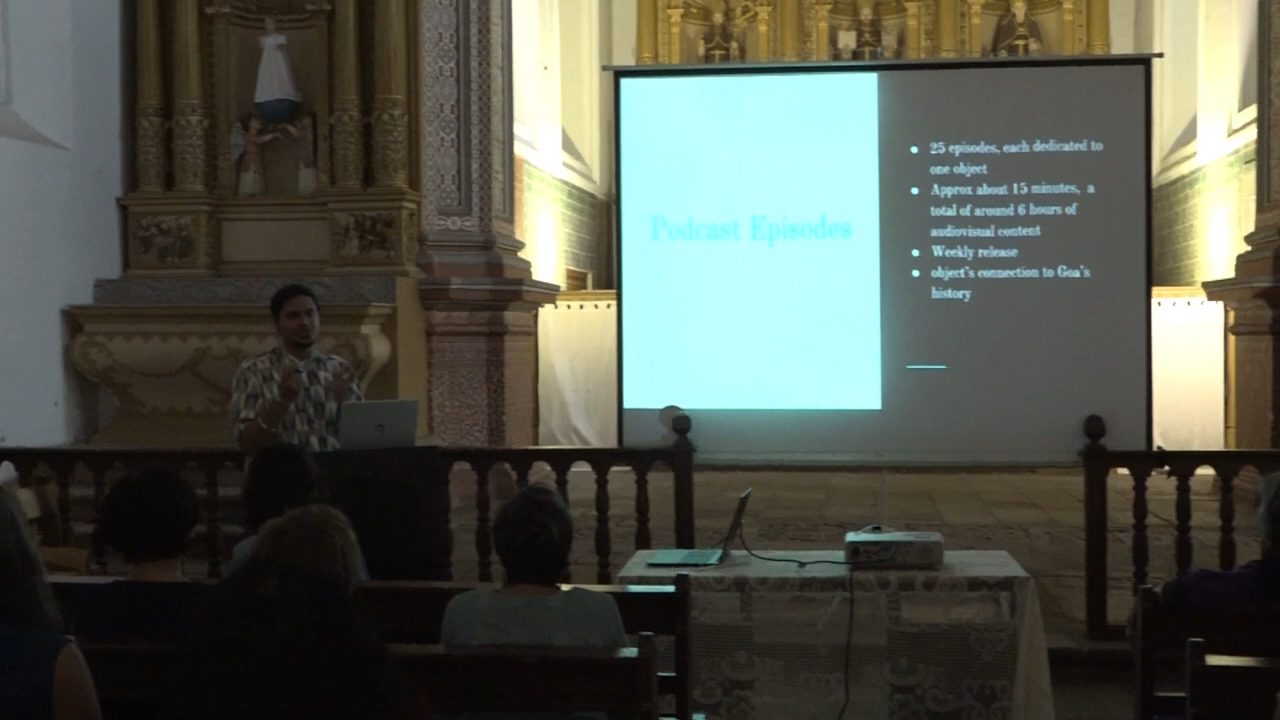 Podcast Episodes
25 episodes, each dedicated to
one object
Approx about 15 minutes, a
total of around 6 hours of
audiovisual content
Weekly release
object's connection to Goa's
history